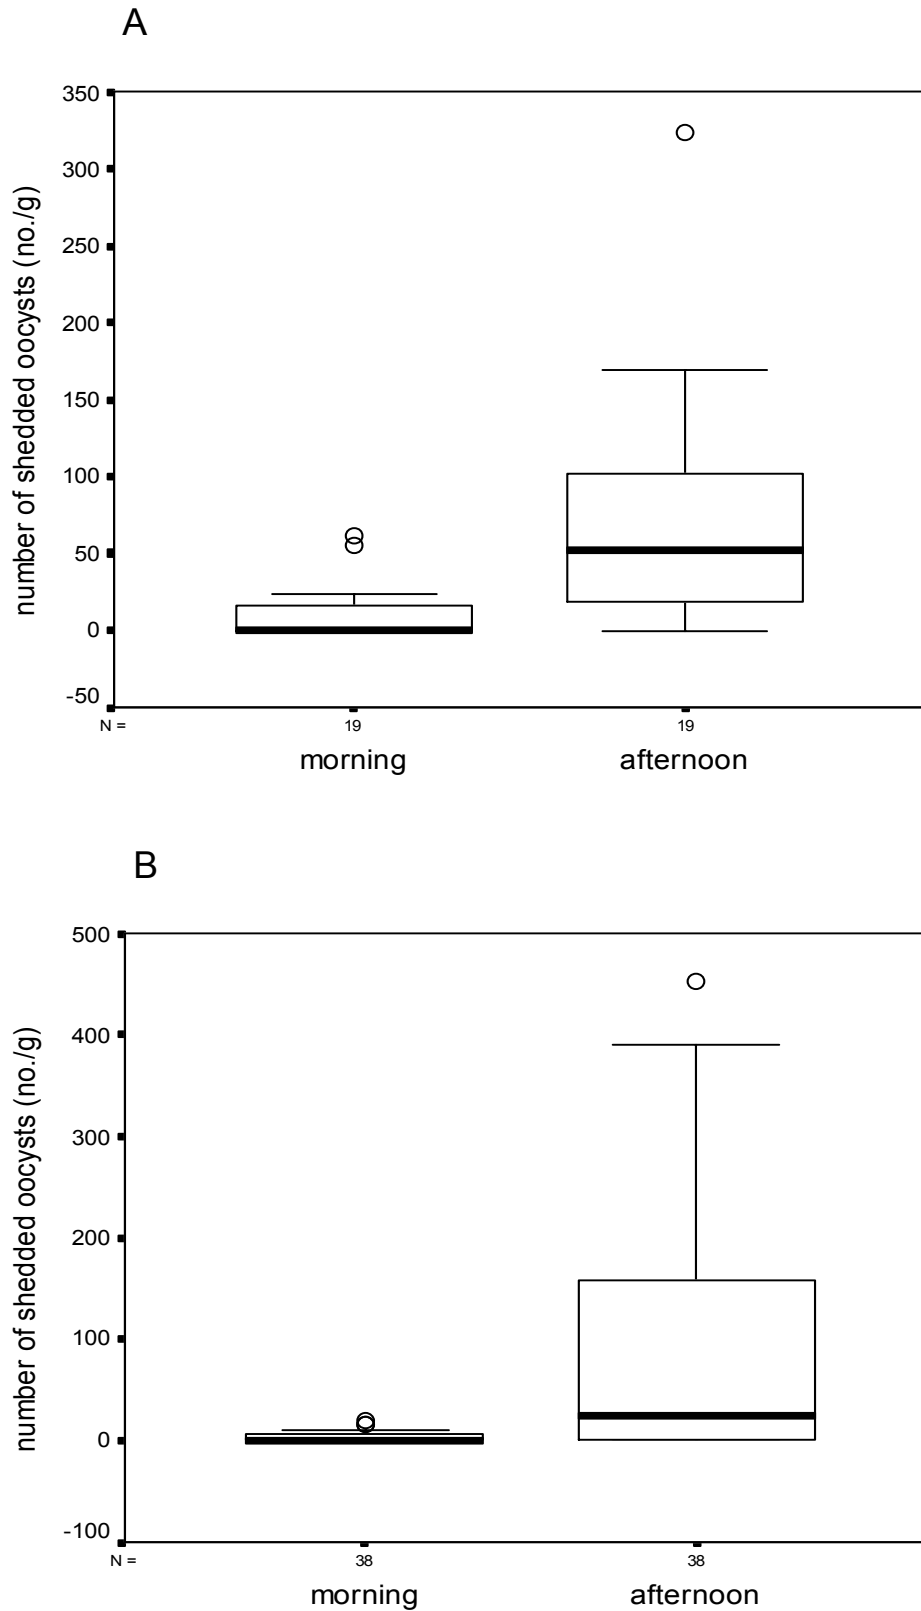 A
350
300
250
200
150
100
50
0
-50
number of shedded oocysts (no./g)
N =
19
19
morning
afternoon
B
500
400
300
200
100
0
-100
number of shedded oocysts (no./g)
N =
38
38
morning
afternoon